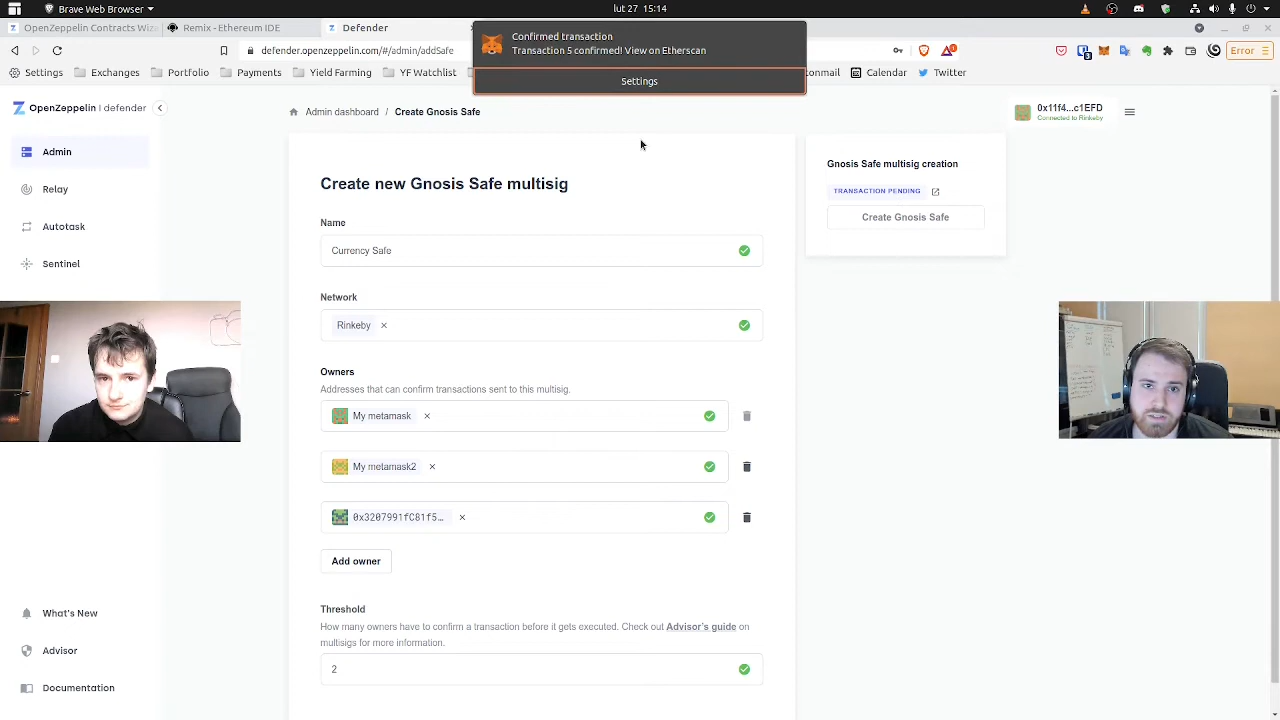 Brave Web Browser
lut 27 15:14
OpenZeppelin Contracts Wiza
Remix - Ethereum IDE
Defender
Confirmed transaction
Transaction 5 confirmed! View on Etherscan
Settings
defender.openzeppelin.com/#/admin/addSafe
Error
Settings
Exchanges
Portfolio
Payments
Yield Farming
YF Watchlist
onmail
Calendar
Twitter
OpenZeppelin | defender
Admin dashboard / Create Gnosis Safe
0x11f4...c1EFD
Connected to Rinkeby
Admin
Relay
Autotask
Sentinel
Create new Gnosis Safe multisig
Name
Currency Safe
Network
Rinkeby
Owners
Addresses that can confirm transactions sent to this multisig.
My metamask
My metamask2
0x3207991fC81f5...
Add owner
Threshold
How many owners have to confirm a transaction before it gets executed. Check out Advisor's guide on
multisigs for more information.
2
Gnosis Safe multisig creation
TRANSACTION PENDING
Create Gnosis Safe
What's New
Advisor
Documentation